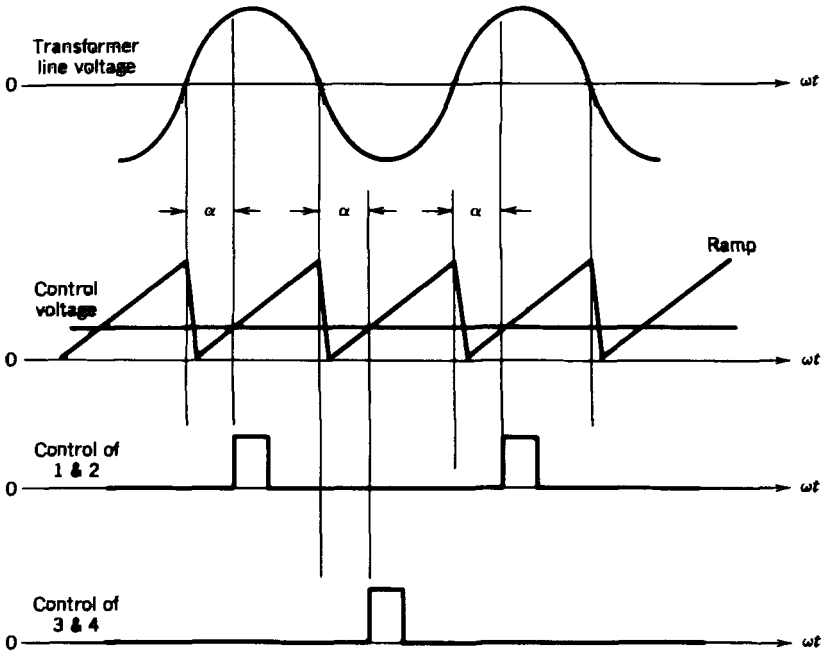 Transformer
line voltage
0
ωt
α
α
α
Ramp
Control
voltage
0
ωt
Control of
1 & 2
0
ωt
Control of
3 & 4
0
ωt